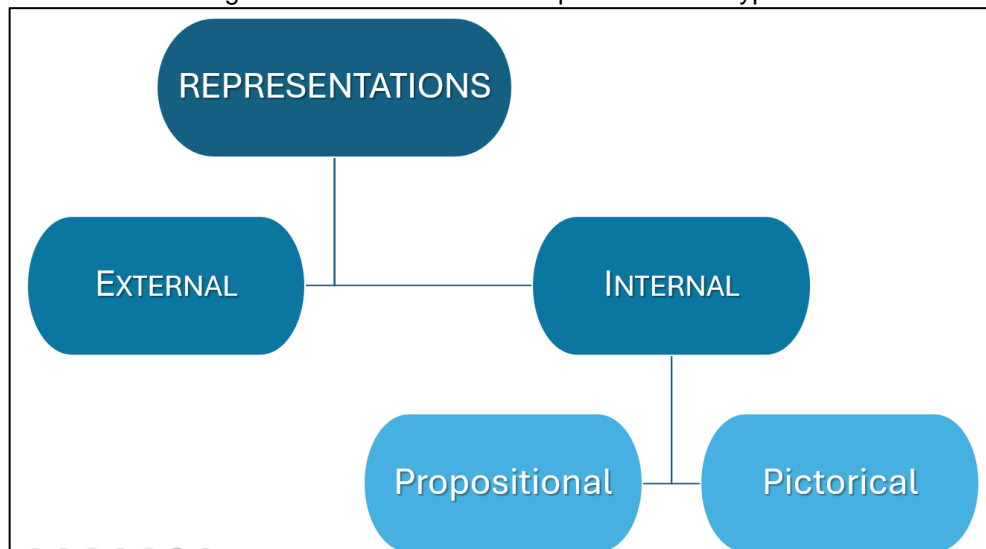 REPRESENTATIONS
EXTERNAL
INTERNAL
Propositional
Pictorical